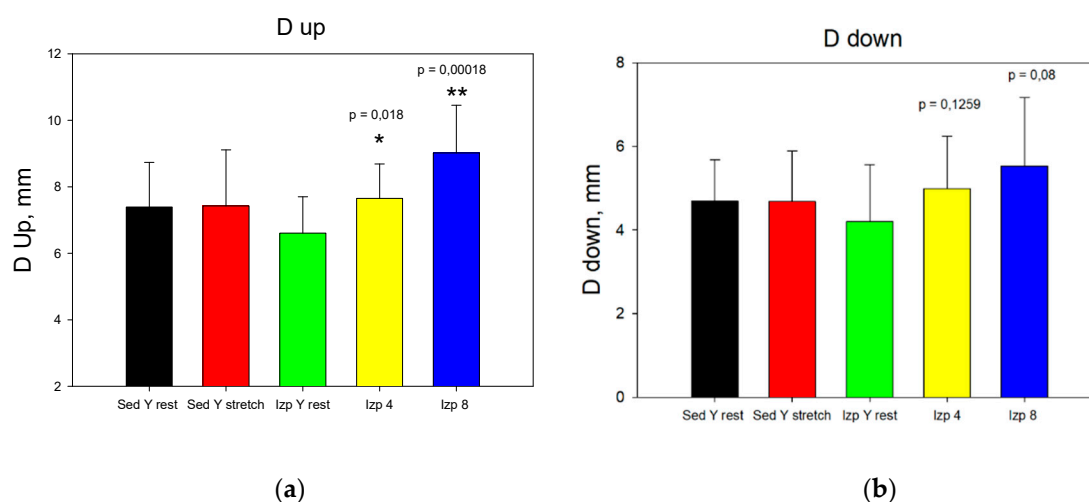 D up
D Up, mm
12
10
8
6
4
2
p = 0,018
*
p = 0,00018
**
Sed Y rest
Sed Y stretch
Izp Y rest
Izp 4
Izp 8
(a)
D down
D down, mm
8
6
4
2
0
p = 0,1259
p = 0,08
Sed Y rest
Sed Y stretch
Izp Y rest
Izp 4
Izp 8
(b)